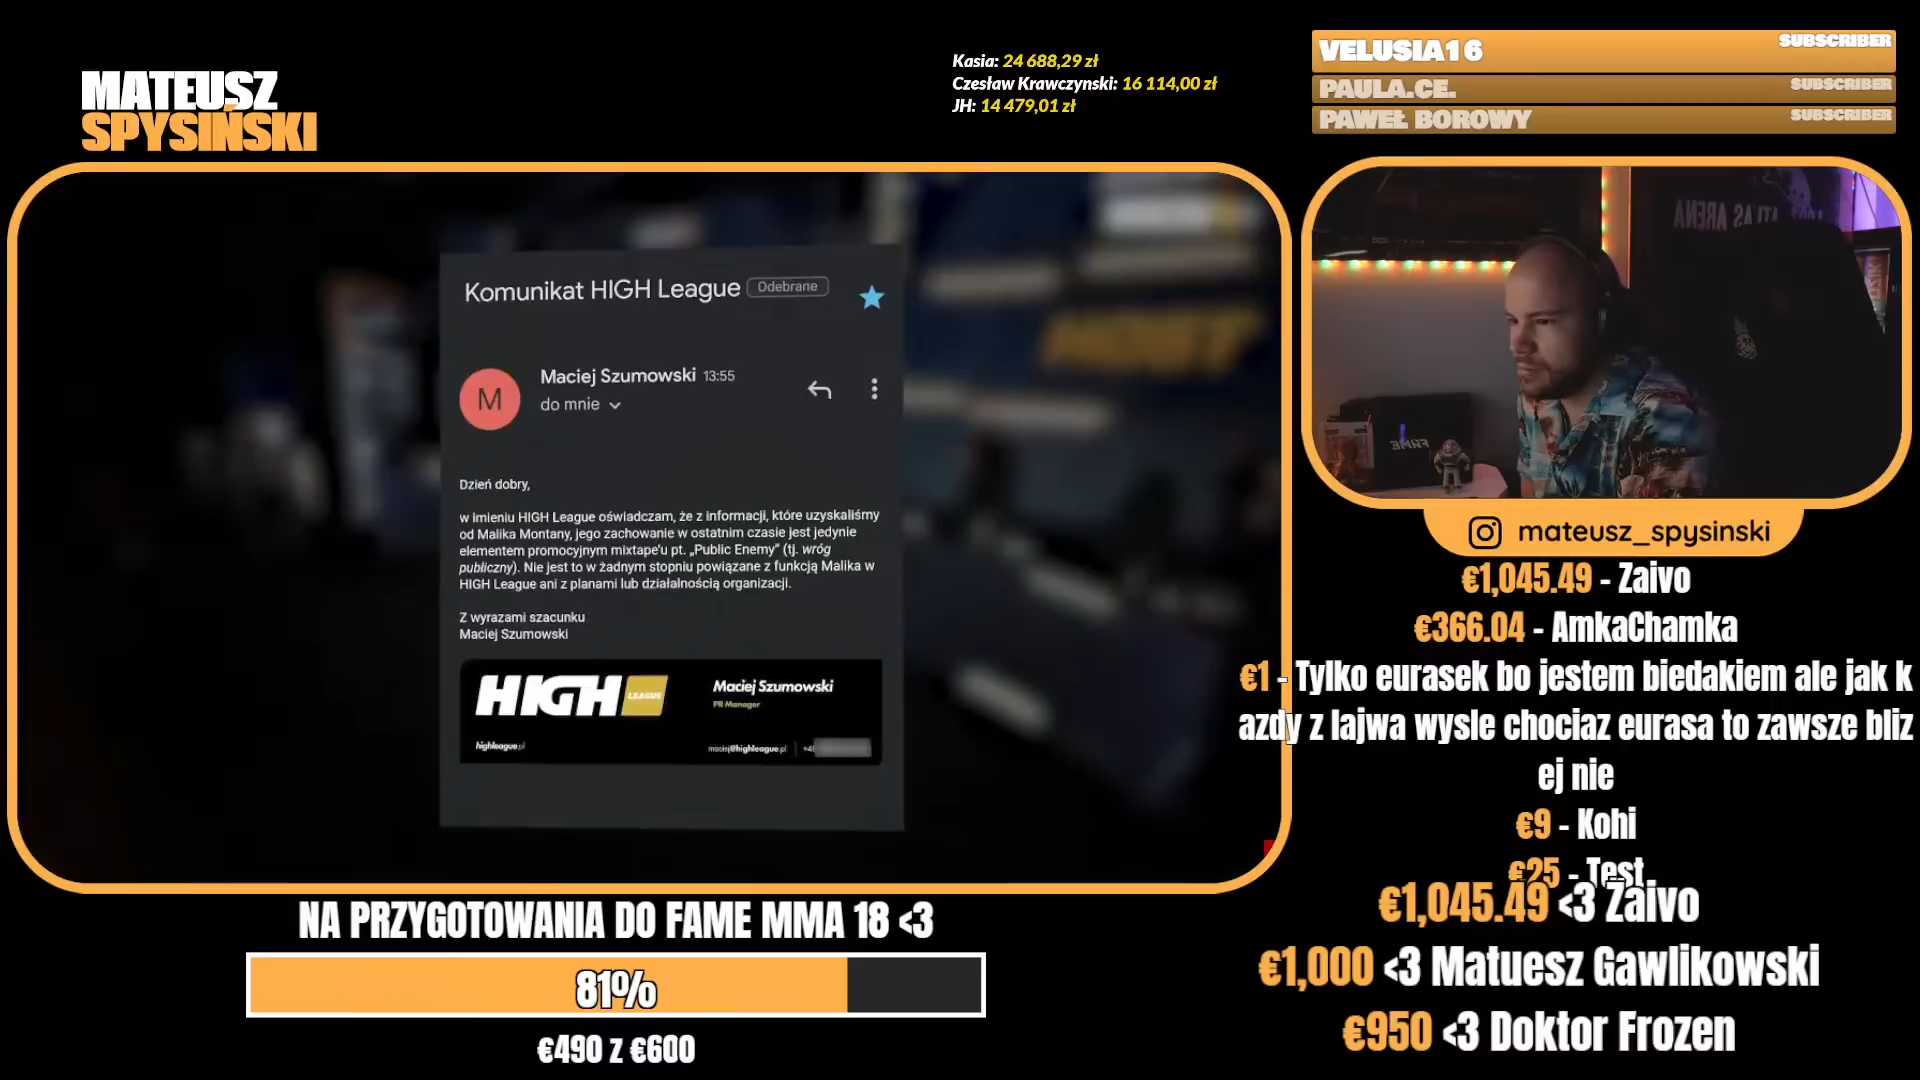 MATEUSZ
SPYSIŃSKI
Kasia: 24 688,29 zł
Czesław Krawczynski: 16 114,00 zł
JH: 14 479,01 zł
VELUSIA16 SUBSCRIBER
PAULA.CE. SUBSCRIBER
PAWEŁ BOROWY SUBSCRIBER
Komunikat HIGH League Odebrane
M
Maciej Szumowski 13:55
do mnie
Dzień dobry,
w imieniu HIGH League oświadczam, że z informacji, które uzyskaliśmy
od Malika Montany, jego zachowanie w ostatnim czasie jest jedynie
elementem promocyjnym mixtape'u pt. „Public Enemy" (tj. wróg
publiczny). Nie jest to w żadnym stopniu powiązane z funkcją Malika w
HIGH League ani z planami lub działalnością organizacji.
Z wyrazami szacunku
Maciej Szumowski
HIGH LEAGUE
Maciej Szumowski
PR Manager
highleague.pl
maciej@highleague.pl
HOST
ATLAS ARENA
FAME
mateusz_spysinski
€1,045.49 - Zaivo
€366.04 - AmkaChamka
€1 - Tylko eurasek bo jestem biedakiem ale jak k
azdy z lajwa wysle chociaz eurasa to zawsze bliz
ej nie
€9 - Kohi
€25 - Test
€1,045.49 <3 Zaivo
€1,000 <3 Matuesz Gawlikowski
€950 <3 Doktor Frozen
NA PRZYGOTOWANIA DO FAME MMA 18 <3
81%
€490 z €600